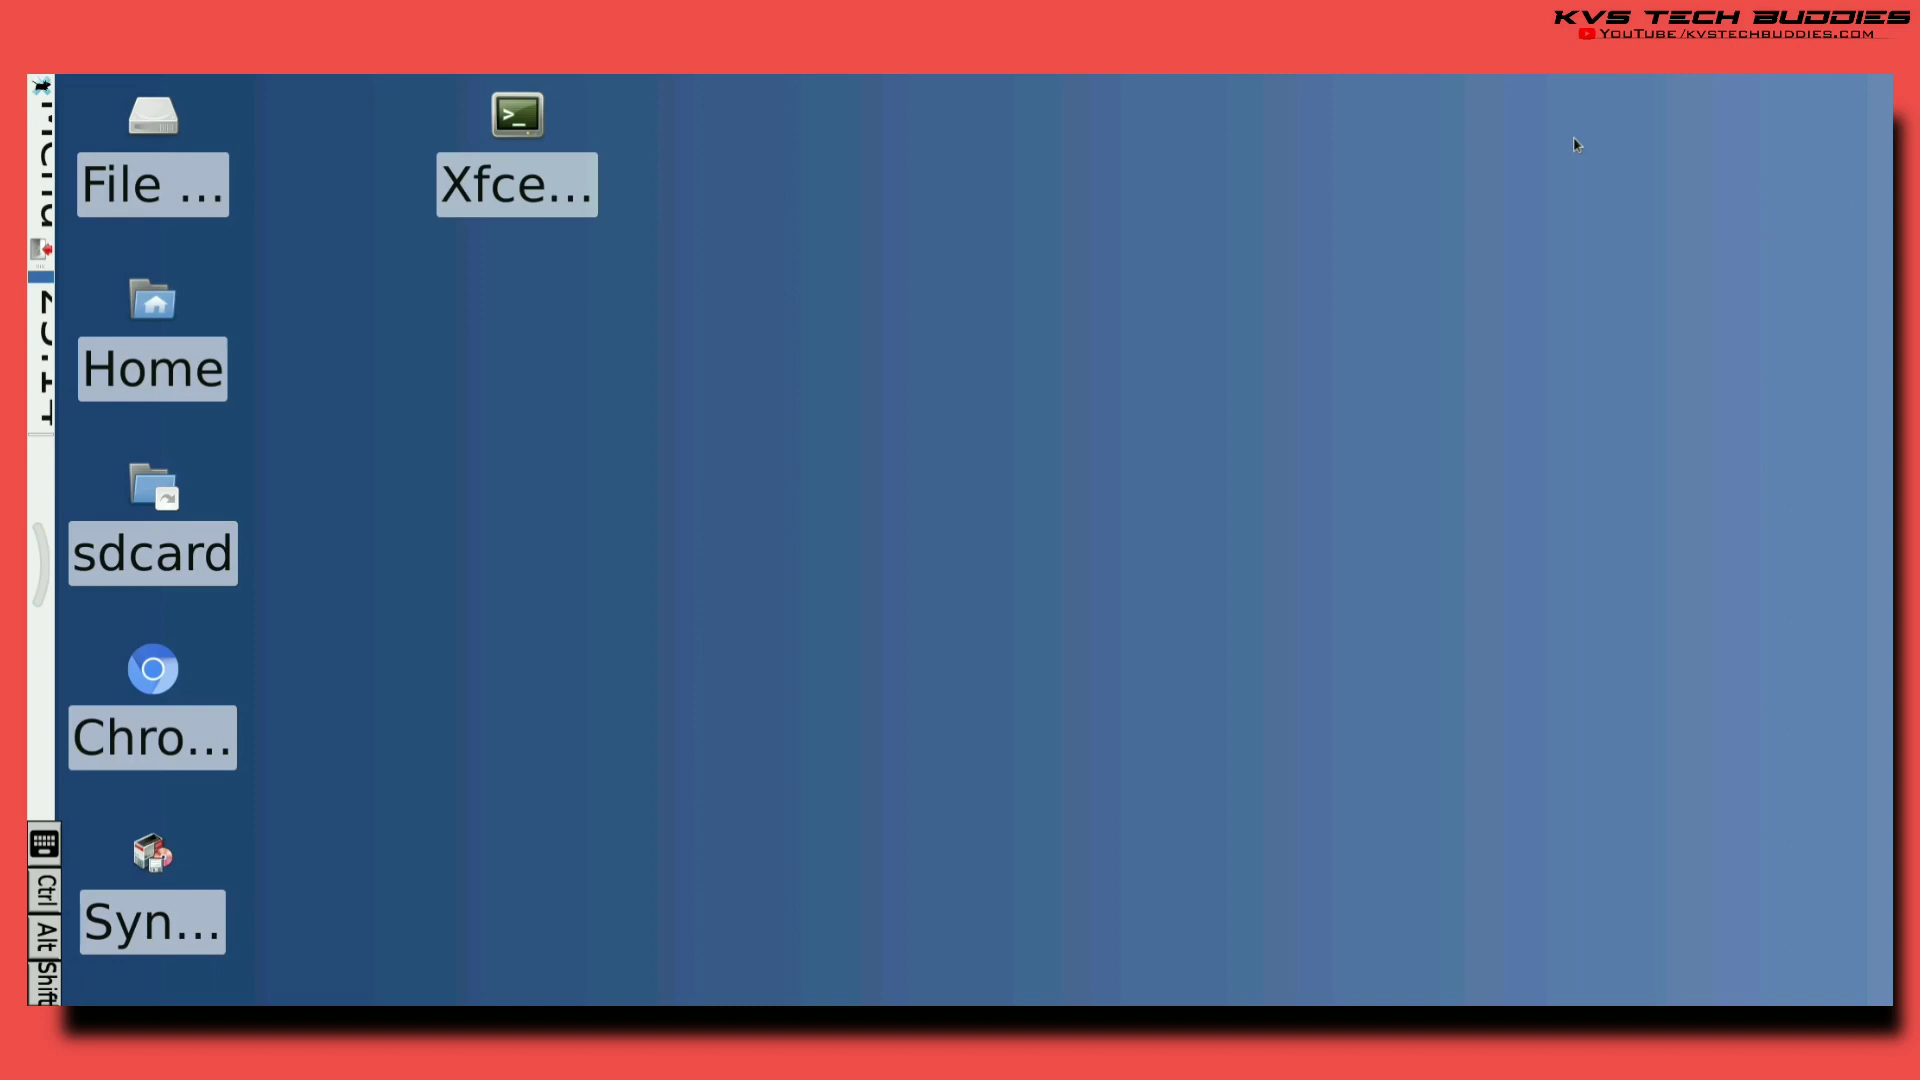 KVS TECH BUDDIES
YOUTUBE/KVSTECHBUDDIES.COM
File ...
Xfce...
Home
sdcard
Chro...
Syn...
Ctrl
Alt
Shift